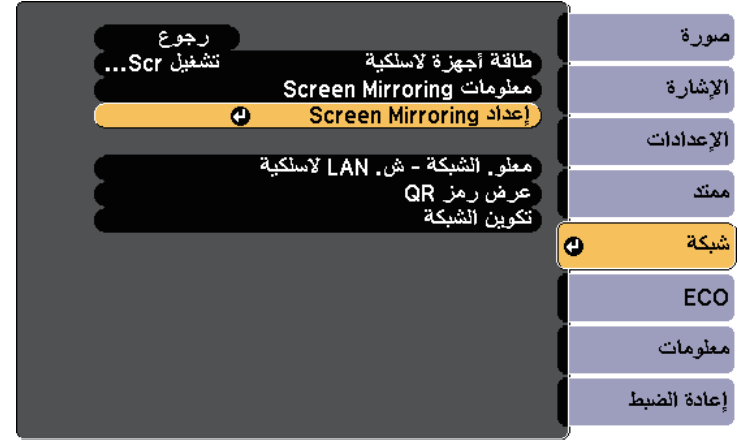 صورة
الإشارة
الإعدادات
ممتد
شبكة
ECO
معلومات
إعادة الضبط
رجوع
طاقة أجهزة لاسلكية تشغيل Scr...
معلومات Screen Mirroring
إعداد Screen Mirroring
معلو. الشبكة - ش. LAN لاسلكية
عرض رمز QR
تكوين الشبكة